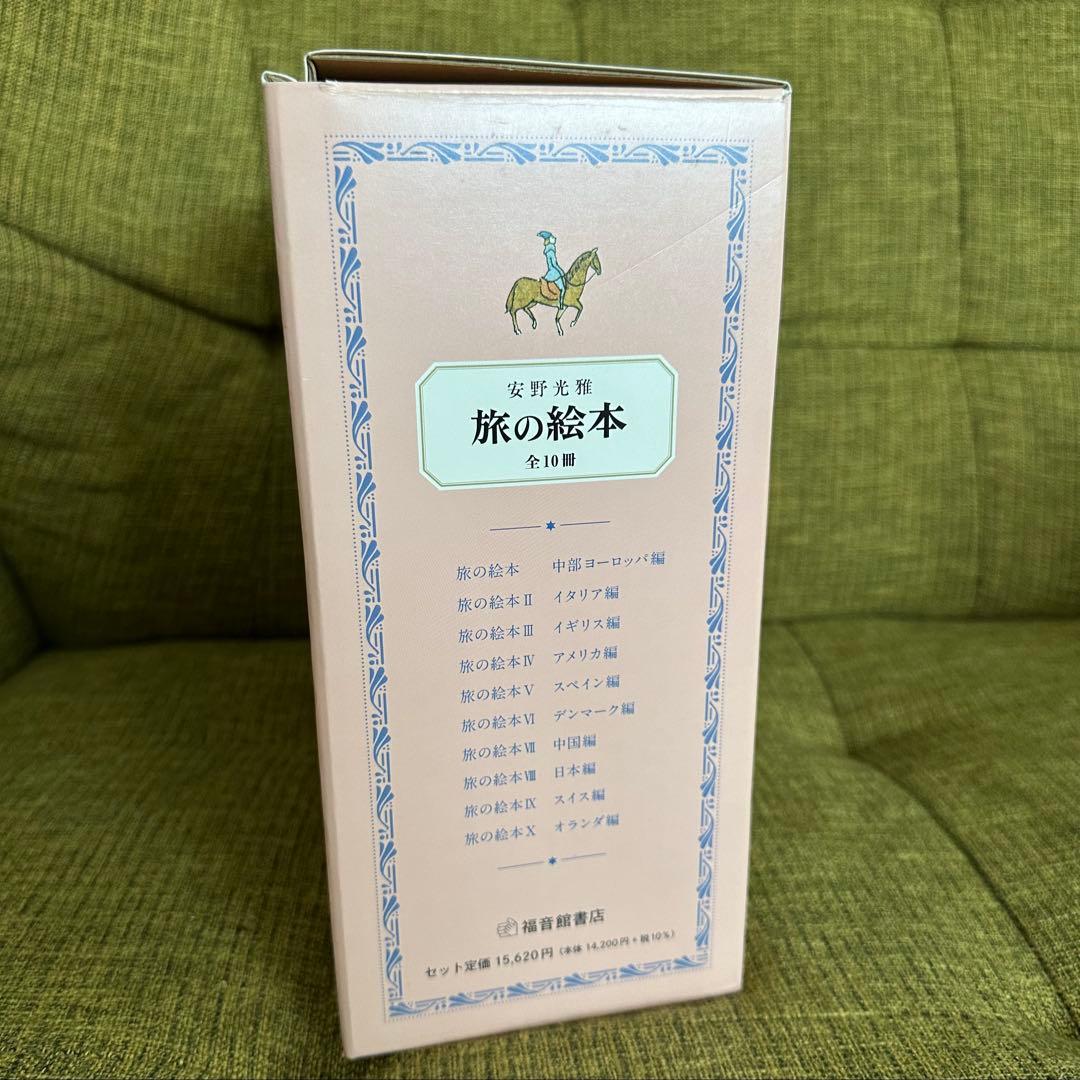 安野光雅
旅の絵本
全10冊
旅の絵本 中部ヨーロッパ編
旅の絵本Ⅱ イタリア編
旅の絵本Ⅲ イギリス編
旅の絵本Ⅳ アメリカ編
旅の絵本Ⅴ スペイン編
旅の絵本Ⅵ デンマーク編
旅の絵本Ⅶ 中国編
旅の絵本Ⅷ 日本編
旅の絵本Ⅸ スイス編
旅の絵本Ⅹ オランダ編
福音館書店
セット定価 15,620円 (本体 14,200円+税10%)